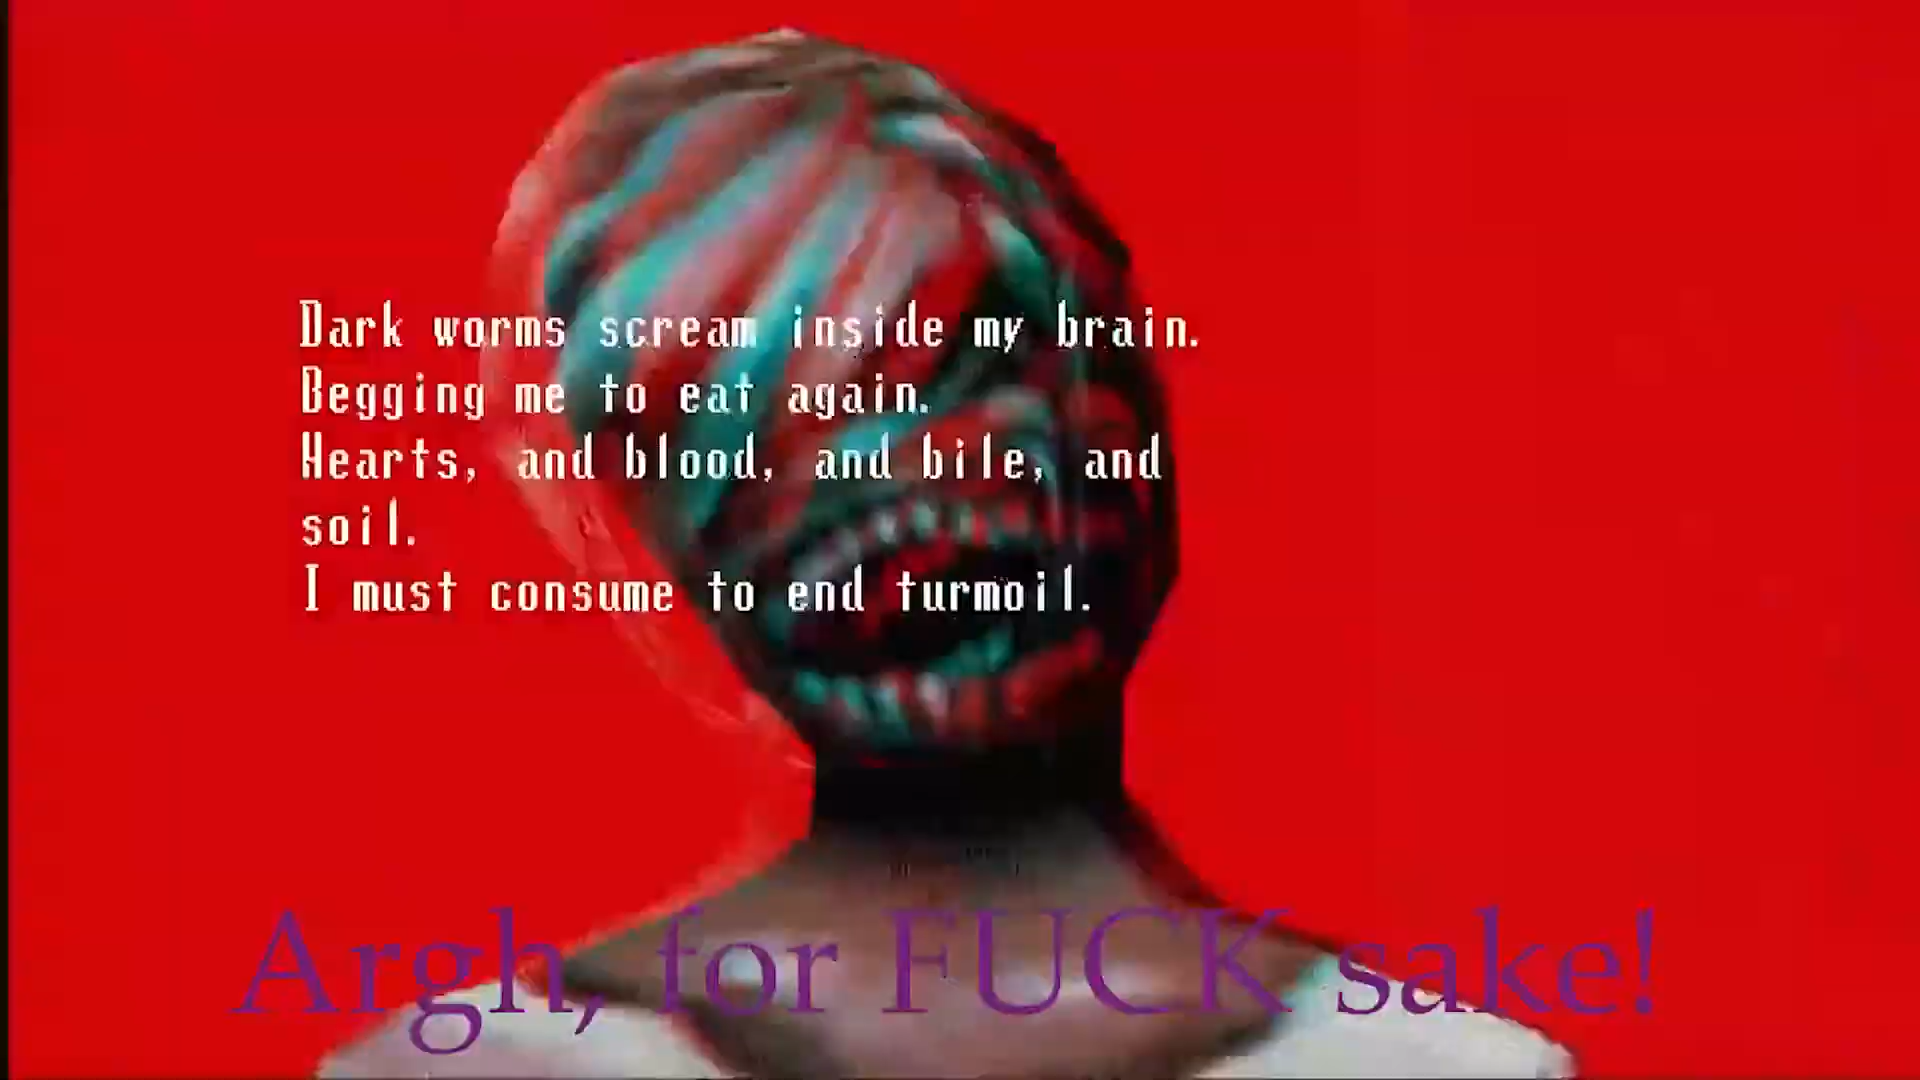 Dark worms scream inside my brain.
Begging me to eat again.
Hearts, and blood, and bile, and
soil.
I must consume to end turmoil.
Argh, for FUCK sake!